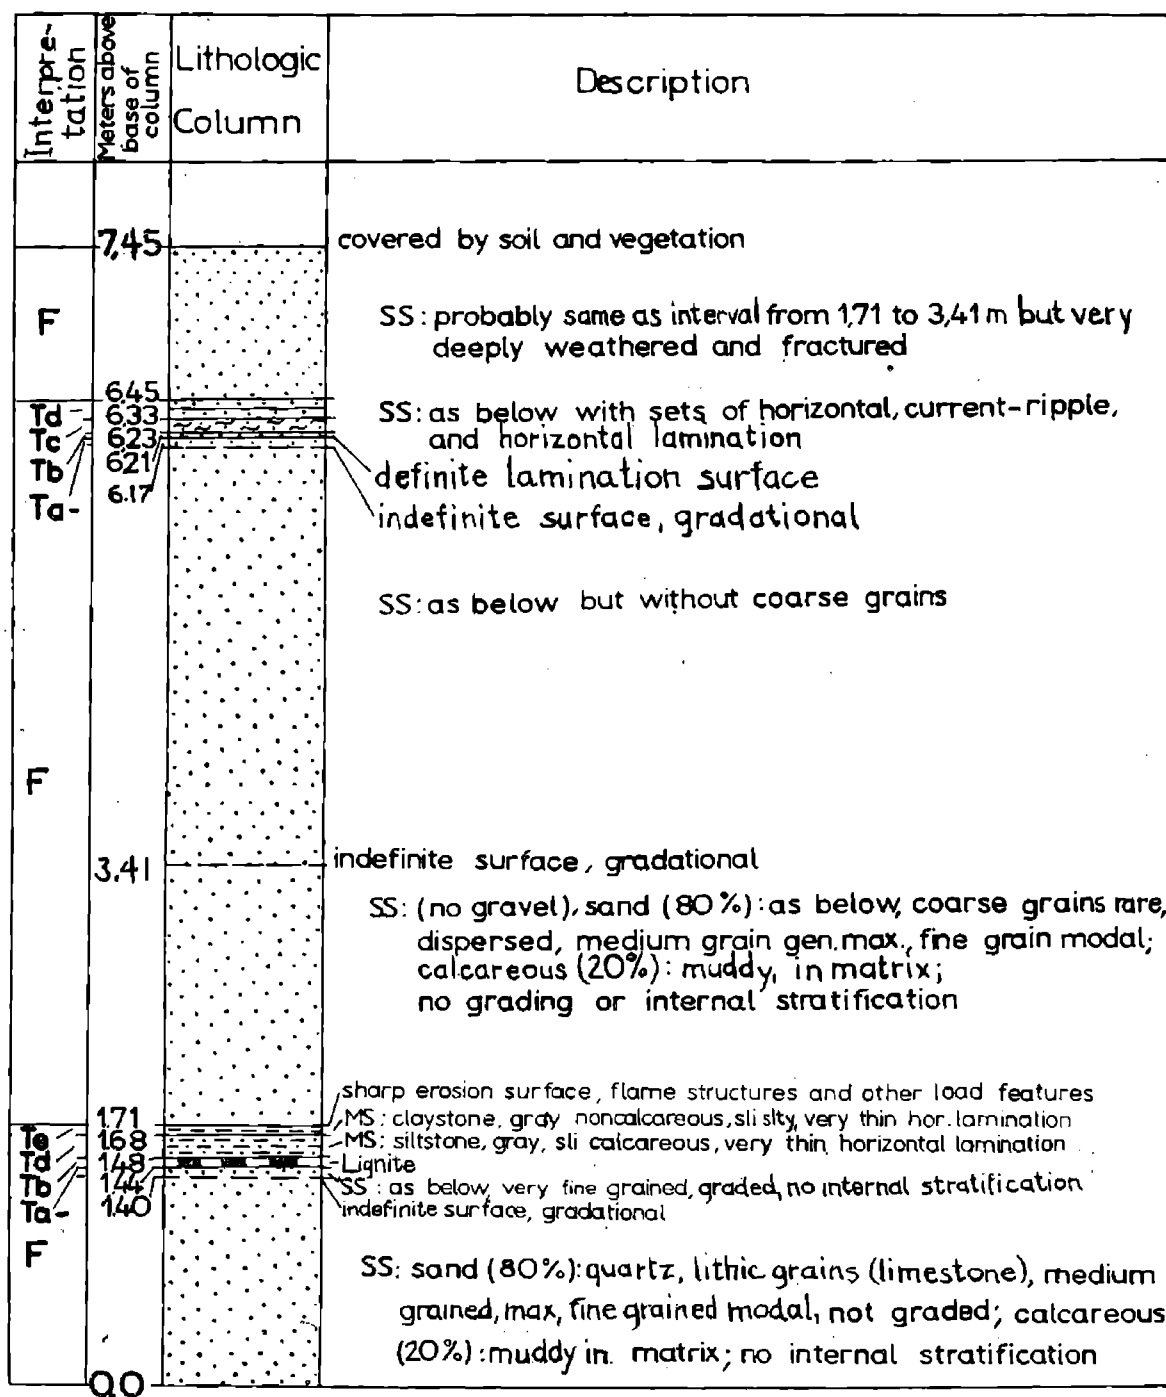 Interpre-
tation
Meters above
base of
column
Lithologic
Column
Description
7,45
covered by soil and vegetation
F
SS: probably same as interval from 1,71 to 3,41 m but very
deeply weathered and fractured
6.45
Td
6.33
SS: as below with sets of horizontal, current-ripple,
and horizontal lamination
Tc
6.23
Tb
6.21
definite lamination surface
Ta-
6.17
indefinite surface, gradational
SS: as below but without coarse grains
F
3.41
indefinite surface, gradational
SS: (no gravel), sand (80%): as below, coarse grains rare,
dispersed, medium grain gen. max., fine grain modal;
calcareous (20%): muddy, in matrix;
no grading or internal stratification
sharp erosion surface, flame structures and other load features
1.71
MS: claystone, gray noncalcareous, sli slty, very thin hor. lamination
Te
1.68
MS: siltstone, gray, sli calcareous, very thin horizontal lamination
Td
1.48
Lignite
Tb
1.44
SS: as below, very fine grained, graded, no internal stratification
Ta-
1.40
indefinite surface, gradational
F
SS: sand (80%): quartz, lithic grains (limestone), medium
grained, max, fine grained modal, not graded; calcareous
(20%): muddy in. matrix; no internal stratification
0.0